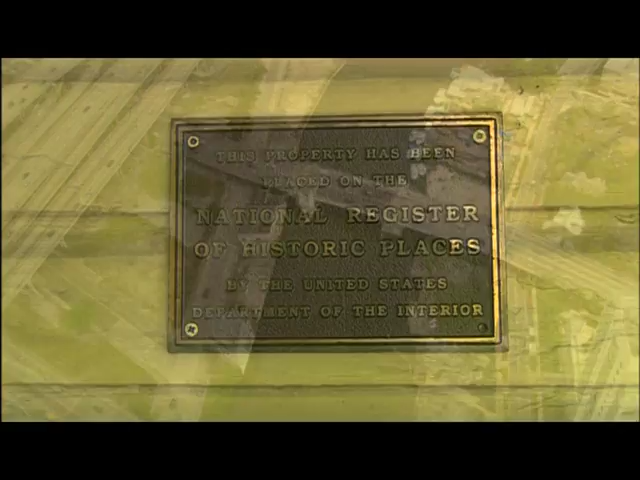 THIS PROPERTY HAS BEEN
PLACED ON THE
NATIONAL REGISTER
OF HISTORIC PLACES
BY THE UNITED STATES
DEPARTMENT OF THE INTERIOR